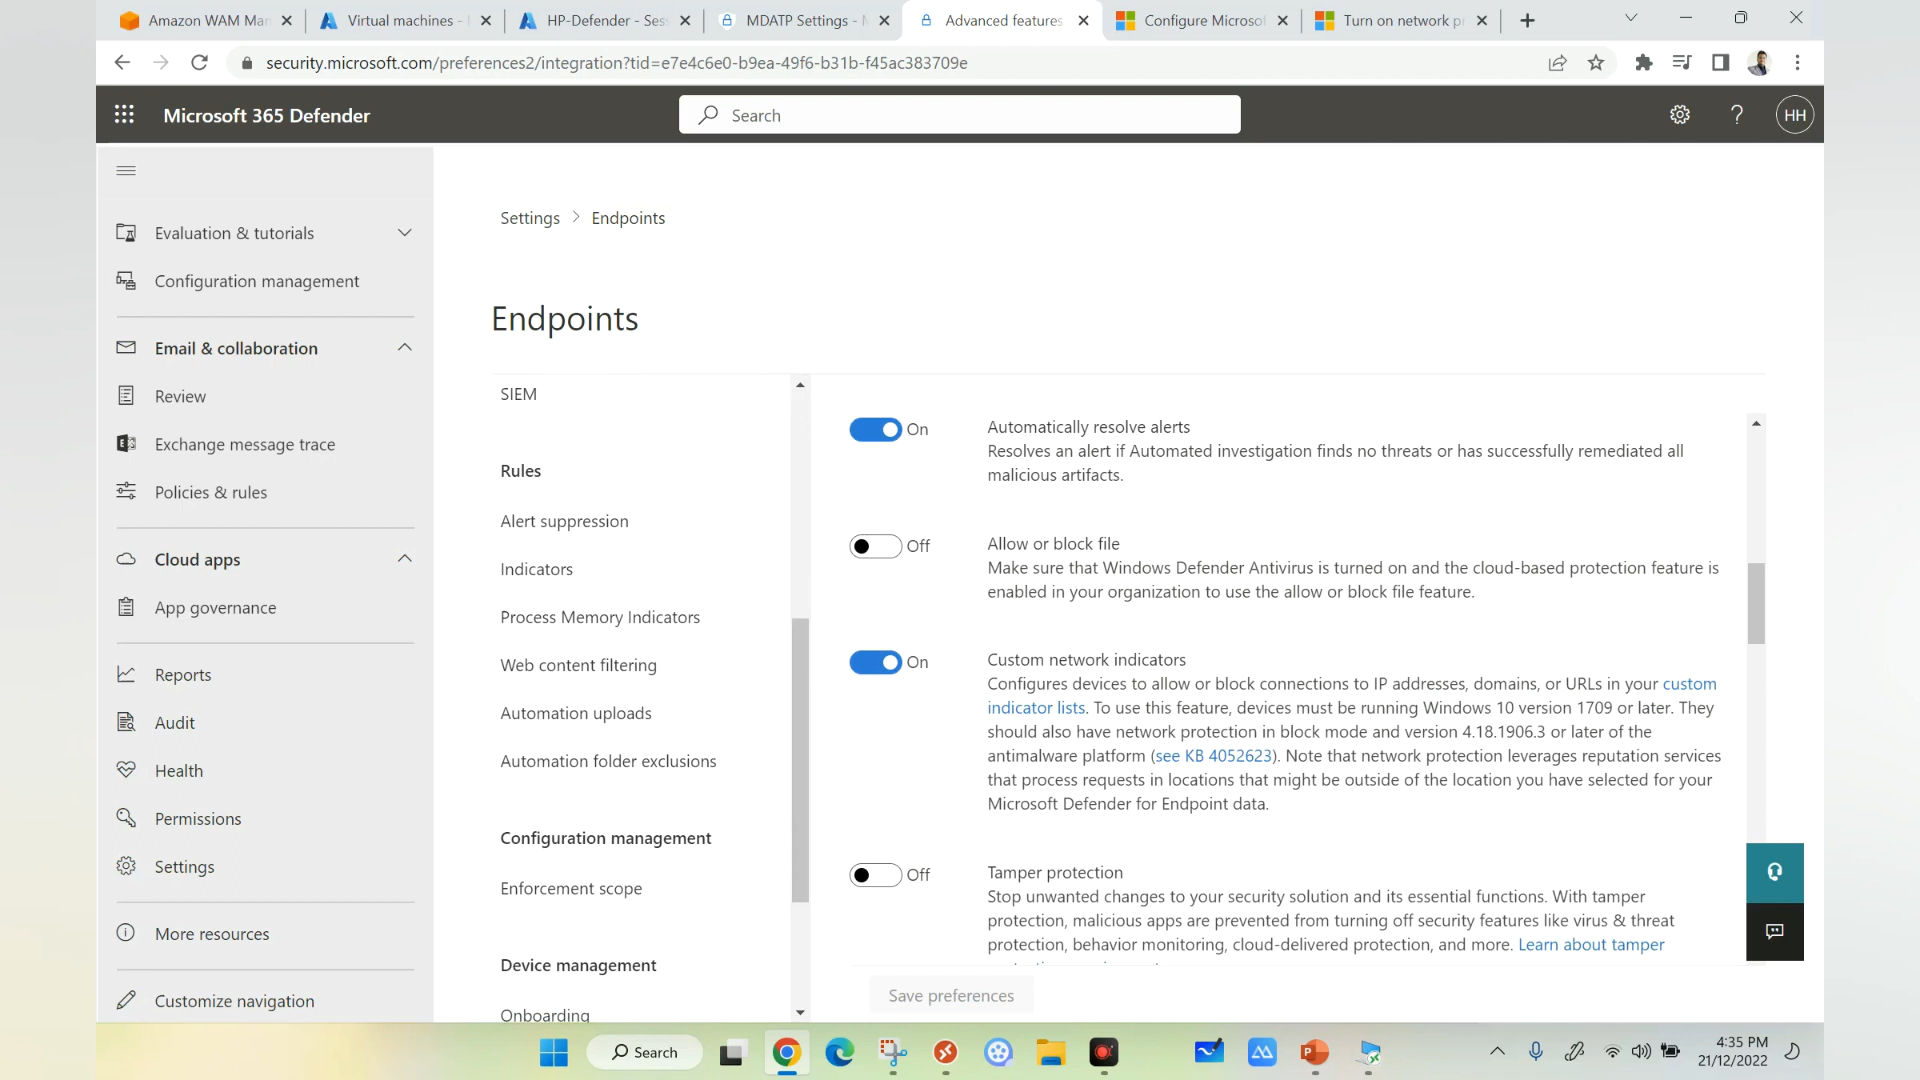 Amazon WAM Man
Virtual machines -
HP-Defender - Ses
MDATP Settings -
Advanced features
Configure Microsof
Turn on network pr
security.microsoft.com/preferences2/integration?tid=e7e4c6e0-b9ea-49f6-b31b-f45ac383709e
Microsoft 365 Defender
Search
?
HH
Evaluation & tutorials
Configuration management
Email & collaboration
Review
Exchange message trace
Policies & rules
Cloud apps
App governance
Reports
Audit
Health
Permissions
Settings
More resources
Customize navigation
Settings > Endpoints
Endpoints
SIEM
Rules
Alert suppression
Indicators
Process Memory Indicators
Web content filtering
Automation uploads
Automation folder exclusions
Configuration management
Enforcement scope
Device management
Onboarding
On
Automatically resolve alerts
Resolves an alert if Automated investigation finds no threats or has successfully remediated all
malicious artifacts.
Off
Allow or block file
Make sure that Windows Defender Antivirus is turned on and the cloud-based protection feature is
enabled in your organization to use the allow or block file feature.
On
Custom network indicators
Configures devices to allow or block connections to IP addresses, domains, or URLs in your custom
indicator lists. To use this feature, devices must be running Windows 10 version 1709 or later. They
should also have network protection in block mode and version 4.18.1906.3 or later of the
antimalware platform (see KB 4052623). Note that network protection leverages reputation services
that process requests in locations that might be outside of the location you have selected for your
Microsoft Defender for Endpoint data.
Off
Tamper protection
Stop unwanted changes to your security solution and its essential functions. With tamper
protection, malicious apps are prevented from turning off security features like virus & threat
protection, behavior monitoring, cloud-delivered protection, and more. Learn about tamper
Save preferences
Search
4:35 PM
21/12/2022